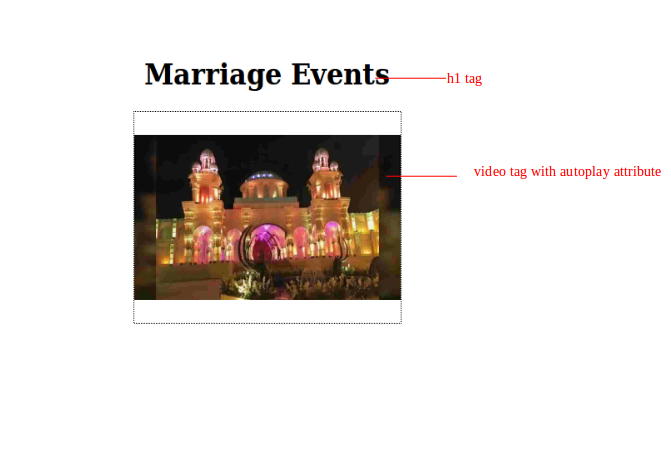 Marriage Events
h1 tag
video tag with autoplay attribute